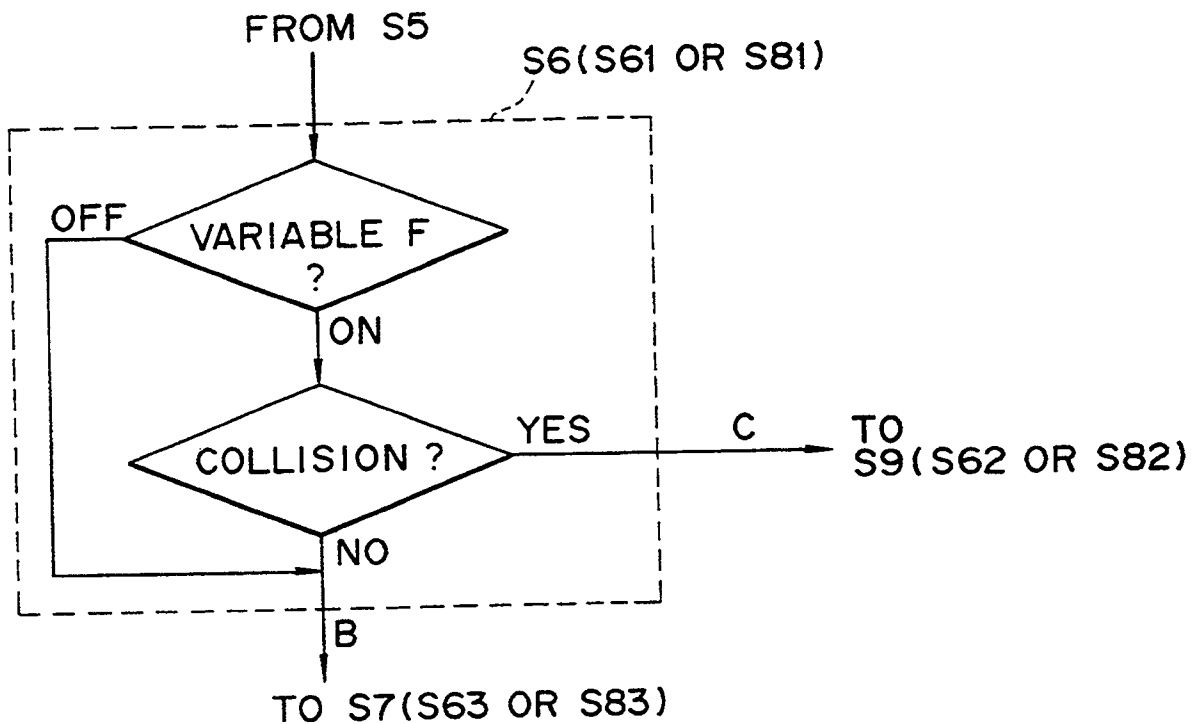 FROM S5
S6(S61 OR S81)
OFF
VARIABLE F
?
ON
COLLISION ?
YES
C
TO
S9(S62 OR S82)
NO
B
TO S7(S63 OR S83)